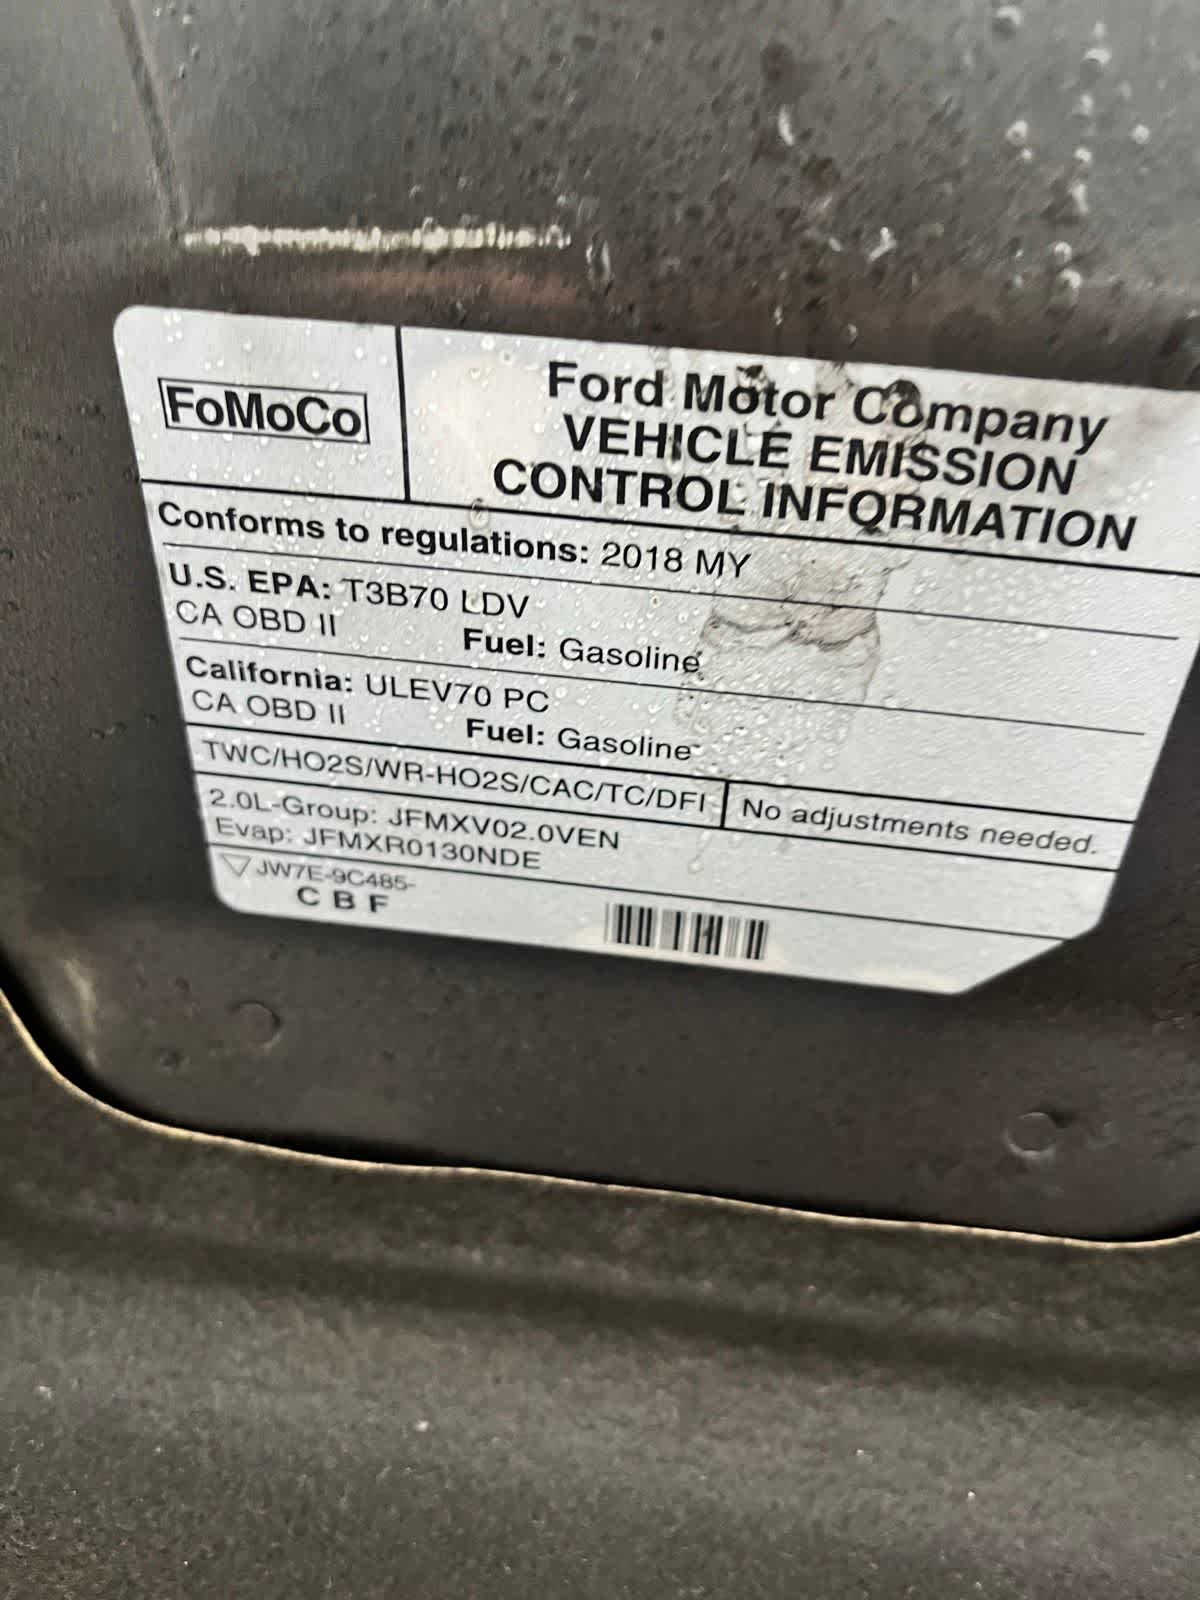 FoMoCo
Ford Motor Company
VEHICLE EMISSION
CONTROL INFORMATION
Conforms to regulations: 2018 MY
U.S. EPA: T3B70 LDV
CA OBD II Fuel: Gasoline
California: ULEV70 PC
CA OBD II Fuel: Gasoline
TWC/HO2S/WR-HO2S/CAC/TC/DFI No adjustments needed.
2.0L-Group: JFMXV02.0VEN
Evap: JFMXR0130NDE
JW7E-9C485-
C B F